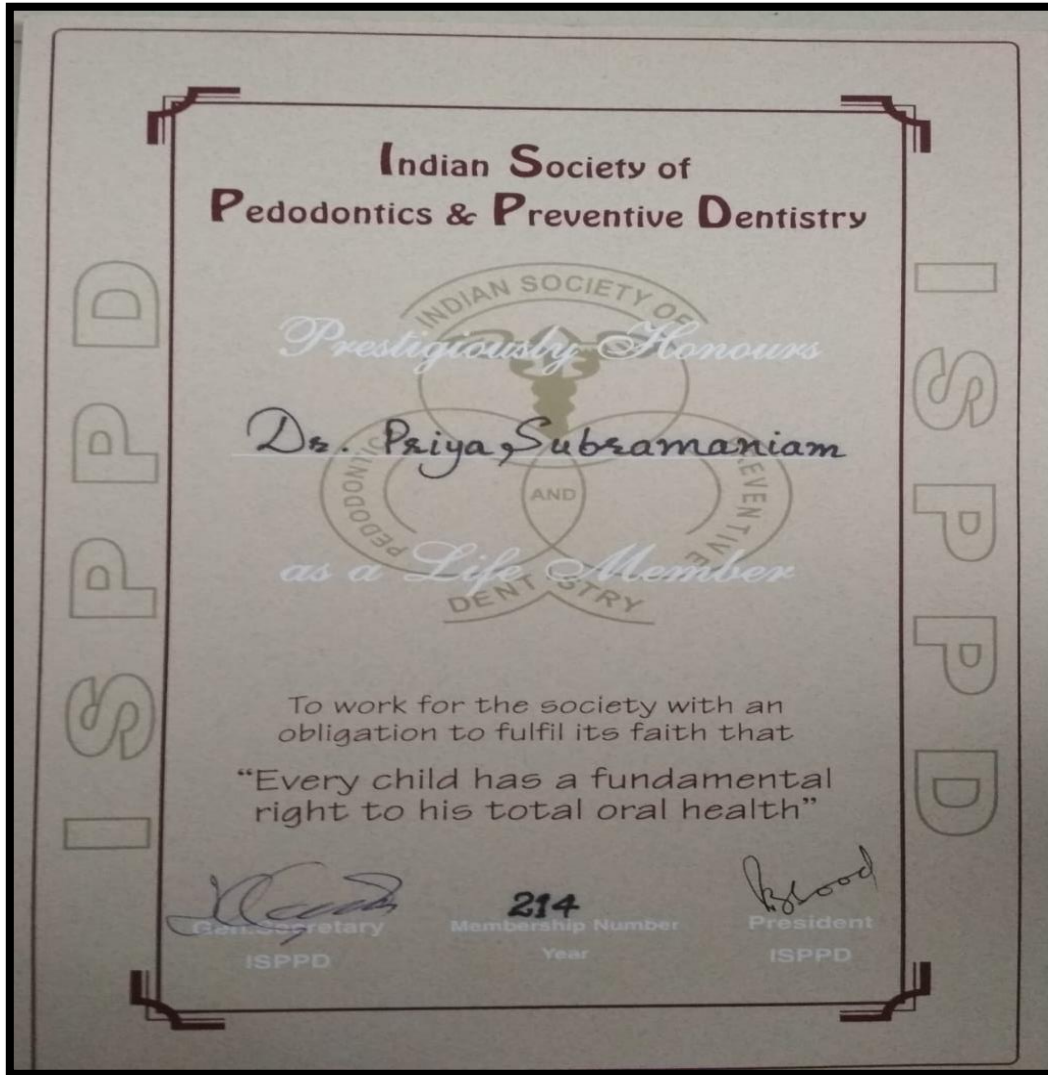 Indian Society of
Pedodontics & Preventive Dentistry
INDIAN SOCIETY OF
Prestigiously Honours
Dr. Priya Subramaniam
PEDODONTIC
AND
PREVENTIVE
as a Life Member
DENTISTRY
To work for the society with an
obligation to fulfil its faith that
“Every child has a fundamental
right to his total oral health”
214
Gen.Secretary Membership Number President
ISPPD Year ISPPD
ISPPD
ISPPD